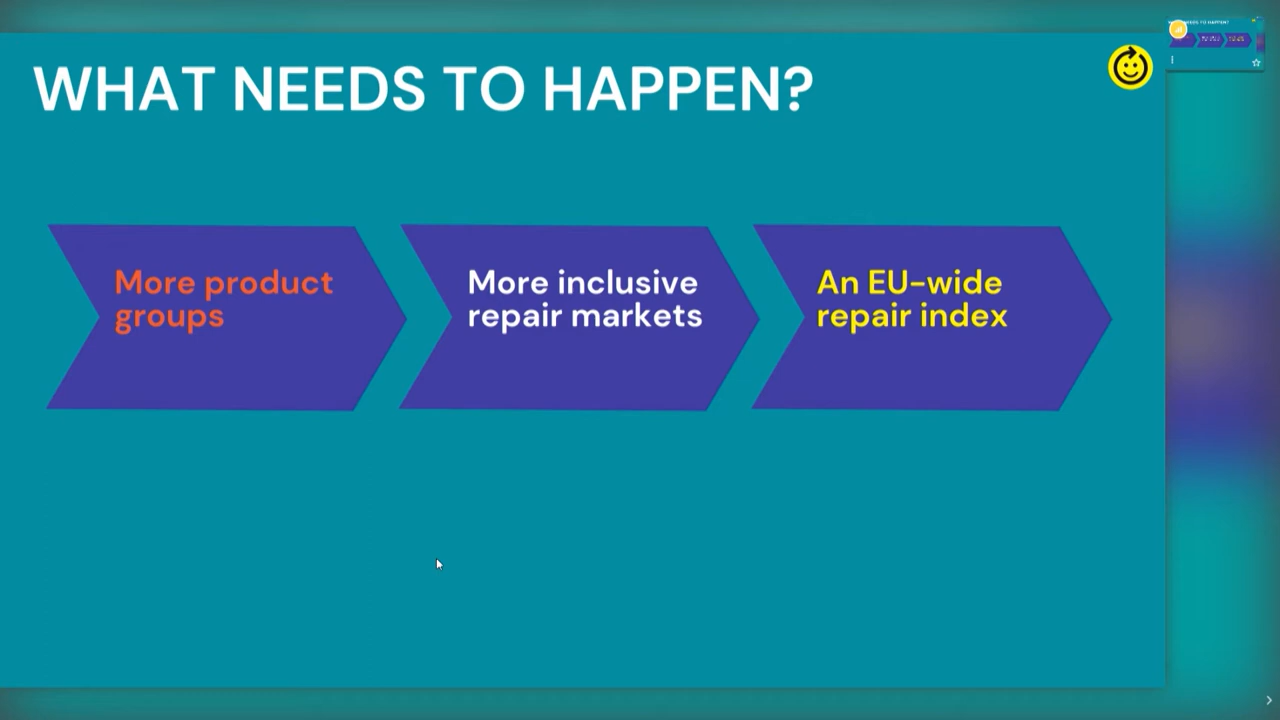 WHAT NEEDS TO HAPPEN?
More product
groups
More inclusive
repair markets
An EU-wide
repair index